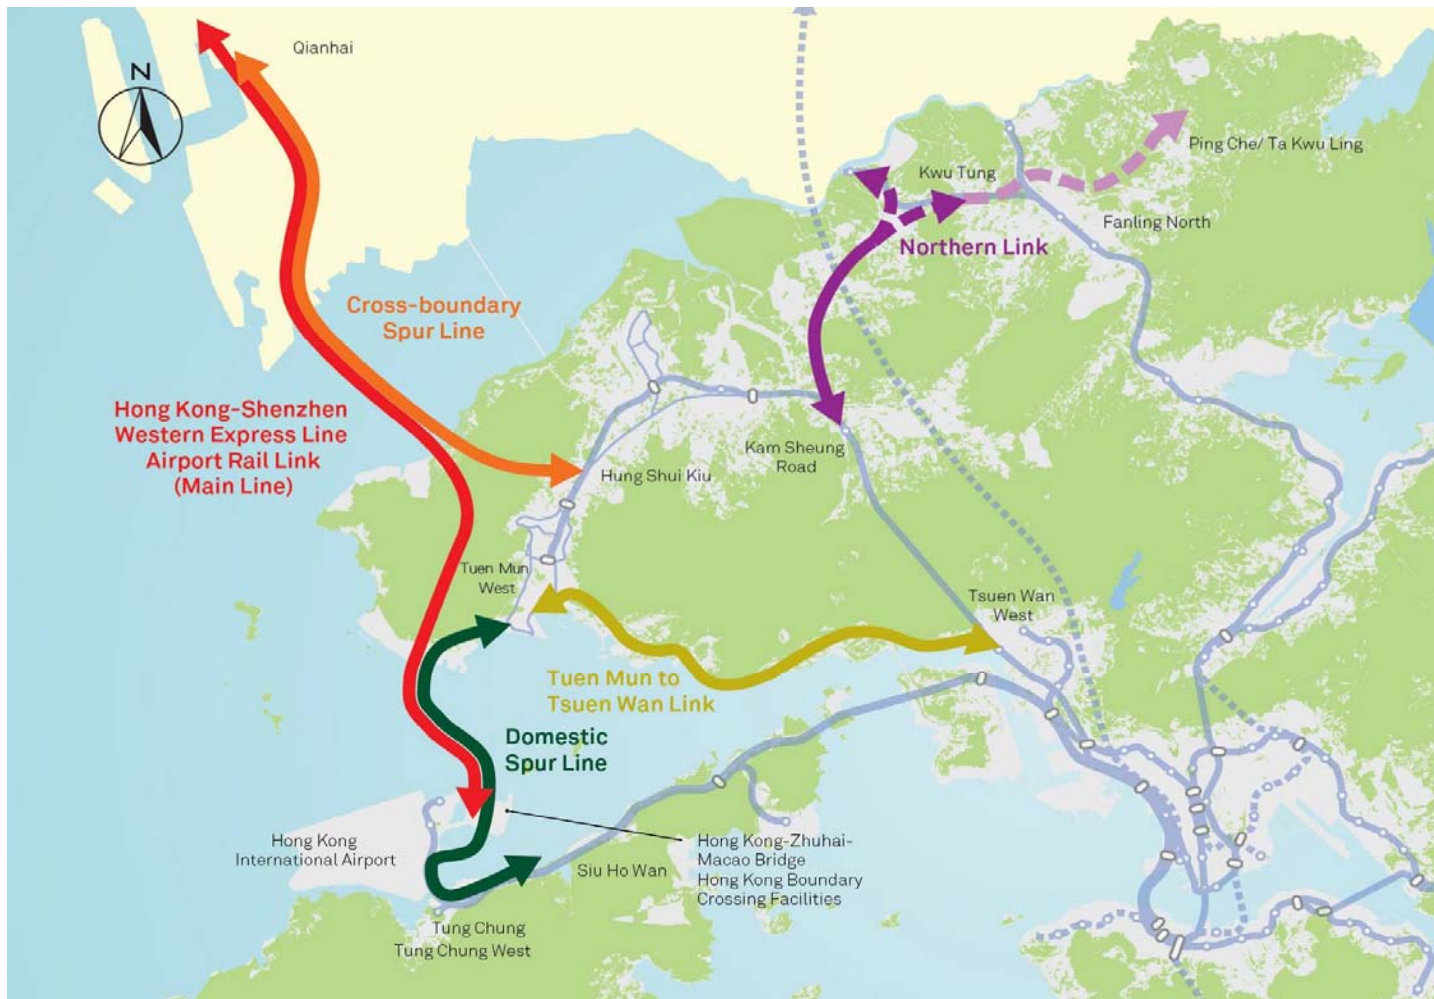 N
Qianhai
Ping Che/ Ta Kwu Ling
Kwu Tung
Fanling North
Northern Link
Cross-boundary
Spur Line
Hong Kong-Shenzhen
Western Express Line
Airport Rail Link
(Main Line)
Kam Sheung
Road
Hung Shui Kiu
Tuen Mun
West
Tsuen Wan
West
Tuen Mun to
Tsuen Wan Link
Domestic
Spur Line
Hong Kong
International Airport
Hong Kong-Zhuhai-
Macao Bridge
Hong Kong Boundary
Crossing Facilities
Siu Ho Wan
Tung Chung
Tung Chung West